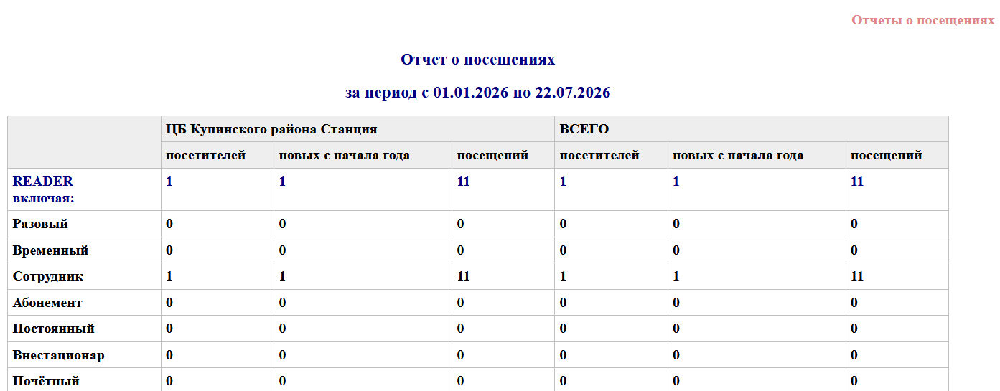 Отчеты о посещениях
Отчет о посещениях
за период с 01.01.2026 по 22.07.2026
ЦБ Купинского района Станция ВСЕГО
посетителей новых с начала года посещений посетителей новых с начала года посещений
READER
включая: 1 1 11 1 1 11
Разовый 0 0 0 0 0 0
Временный 0 0 0 0 0 0
Сотрудник 1 1 11 1 1 11
Абонемент 0 0 0 0 0 0
Постоянный 0 0 0 0 0 0
Внестационар 0 0 0 0 0 0
Почётный 0 0 0 0 0 0